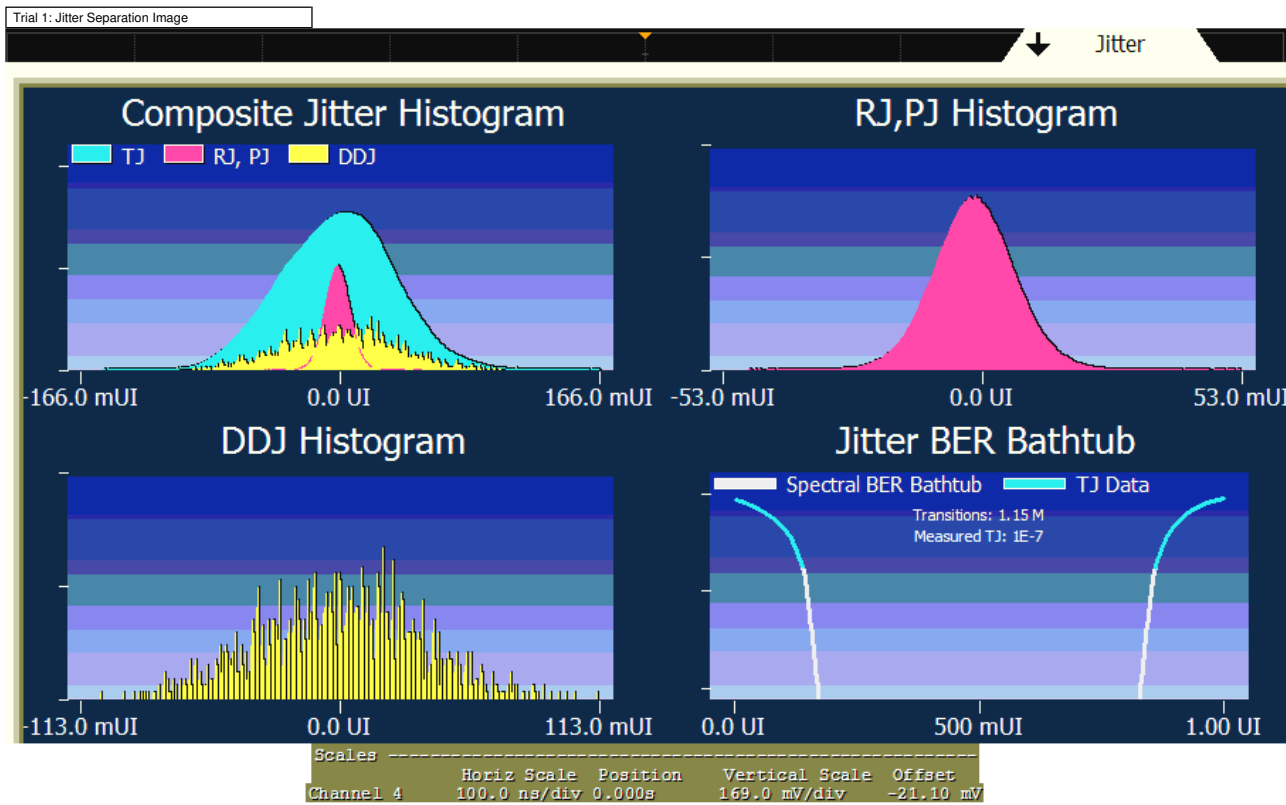 Trial 1: Jitter Separation Image
Jitter
Composite Jitter Histogram
TJ RJ, PJ DDJ
-166.0 mUI 0.0 UI 166.0 mUI
RJ,PJ Histogram
-53.0 mUI 0.0 UI 53.0 mUI
DDJ Histogram
-113.0 mUI 0.0 UI 113.0 mUI
Jitter BER Bathtub
Spectral BER Bathtub TJ Data
Transitions: 1.15 M
Measured TJ: 1E-7
0.0 UI 500 mUI 1.00 UI
Scales
Horiz Scale Position Vertical Scale Offset
Channel 4 100.0 ns/div 0.000s 169.0 mV/div -21.10 mV